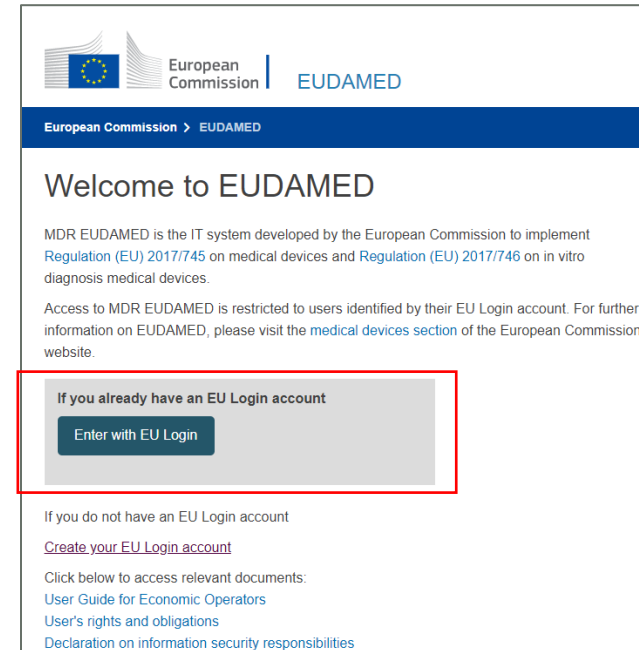 European
Commission
EUDAMED
European Commission > EUDAMED
Welcome to EUDAMED
MDR EUDAMED is the IT system developed by the European Commission to implement
Regulation (EU) 2017/745 on medical devices and Regulation (EU) 2017/746 on in vitro
diagnosis medical devices.
Access to MDR EUDAMED is restricted to users identified by their EU Login account. For further
information on EUDAMED, please visit the medical devices section of the European Commission
website.
If you already have an EU Login account
Enter with EU Login
If you do not have an EU Login account
Create your EU Login account
Click below to access relevant documents:
User Guide for Economic Operators
User's rights and obligations
Declaration on information security responsibilities